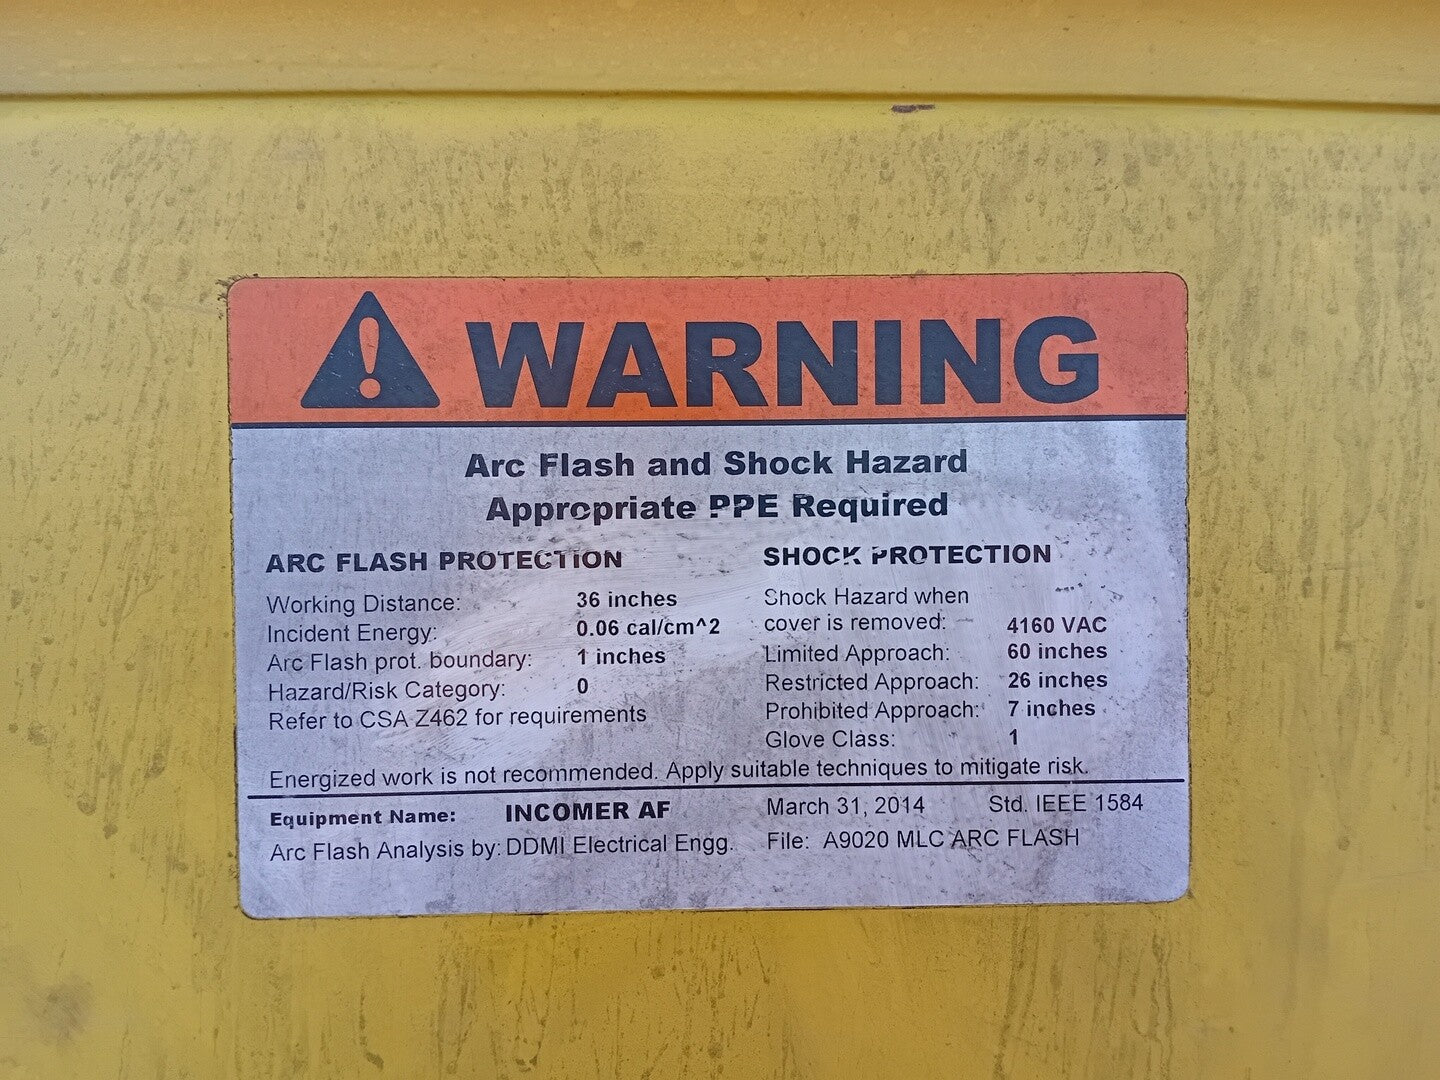 WARNING
Arc Flash and Shock Hazard
Appropriate PPE Required
ARC FLASH PROTECTION
Working Distance: 36 inches
Incident Energy: 0.06 cal/cm^2
Arc Flash prot. boundary: 1 inches
Hazard/Risk Category: 0
Refer to CSA Z462 for requirements
SHOCK PROTECTION
Shock Hazard when
cover is removed: 4160 VAC
Limited Approach: 60 inches
Restricted Approach: 26 inches
Prohibited Approach: 7 inches
Glove Class: 1
Energized work is not recommended. Apply suitable techniques to mitigate risk.
Equipment Name: INCOMER AF March 31, 2014 Std. IEEE 1584
Arc Flash Analysis by: DDMI Electrical Engg. File: A9020 MLC ARC FLASH